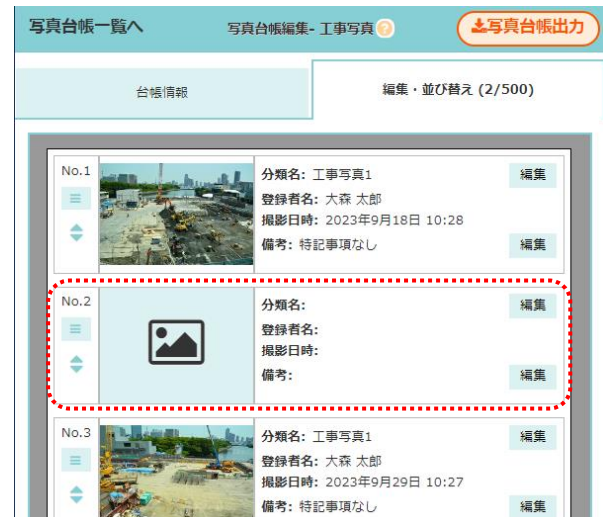 写真台帳一覧へ
写真台帳編集- 工事写真 ?
写真台帳出力
台帳情報
編集・並び替え (2/500)
No.1
分類名: 工事写真1
編集
登録者名: 大森 太郎
撮影日時: 2023年9月18日 10:28
備考: 特記事項なし
編集
No.2
分類名:
編集
登録者名:
撮影日時:
備考:
編集
No.3
分類名: 工事写真1
編集
登録者名: 大森 太郎
撮影日時: 2023年9月29日 10:27
備考: 特記事項なし
編集